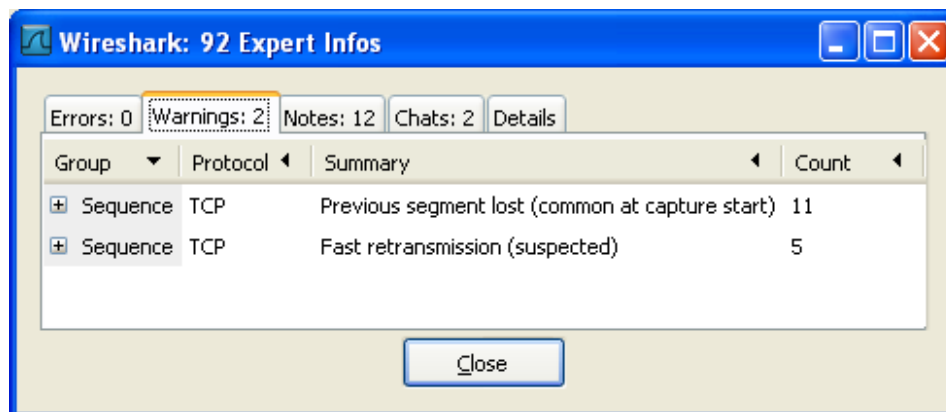 Wireshark: 92 Expert Infos
Errors: 0 Warnings: 2 Notes: 12 Chats: 2 Details
Group Protocol Summary Count
Sequence TCP Previous segment lost (common at capture start) 11
Sequence TCP Fast retransmission (suspected) 5
Close